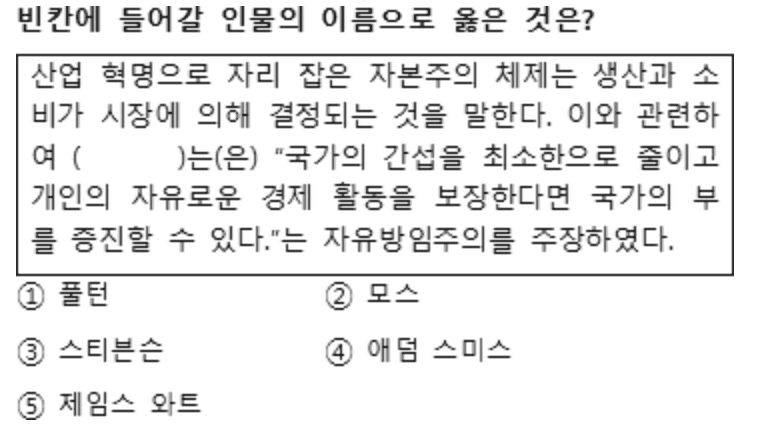 빈칸에 들어갈 인물의 이름으로 옳은 것은?
산업 혁명으로 자리 잡은 자본주의 체제는 생산과 소
비가 시장에 의해 결정되는 것을 말한다. 이와 관련하
여 (          )는(은) “국가의 간섭을 최소한으로 줄이고
개인의 자유로운 경제 활동을 보장한다면 국가의 부
를 증진할 수 있다.”는 자유방임주의를 주장하였다.
① 풀턴 ② 모스
③ 스티븐슨 ④ 애덤 스미스
⑤ 제임스 와트